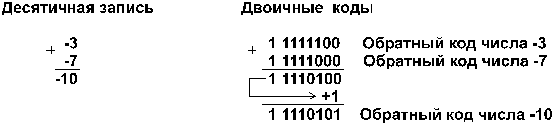 Десятичная запись Двоичные коды
+ -3 + 1 1111100 Обратный код числа -3
-7 1 1111000 Обратный код числа -7
-10 1 1110100
+1
1 1110101 Обратный код числа -10